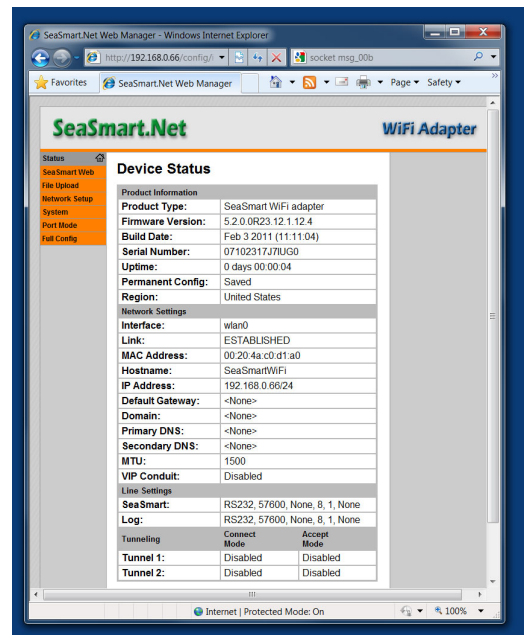 SeaSmart.Net Web Manager - Windows Internet Explorer
http://192.168.0.66/config/i
socket msg_00b
Favorites
SeaSmart.Net Web Manager
Page
Safety
»
SeaSmart.Net
WiFi Adapter
Status
SeaSmart Web
File Upload
Network Setup
System
Port Mode
Full Config
Device Status
Product Information
Product Type: SeaSmart WiFi adapter
Firmware Version: 5.2.0.0R23.12.1.12.4
Build Date: Feb 3 2011 (11:11:04)
Serial Number: 07102317J7IUG0
Uptime: 0 days 00:00:04
Permanent Config: Saved
Region: United States
Network Settings
Interface: wlan0
Link: ESTABLISHED
MAC Address: 00:20:4a:c0:d1:a0
Hostname: SeaSmartWiFi
IP Address: 192.168.0.66/24
Default Gateway: <None>
Domain: <None>
Primary DNS: <None>
Secondary DNS: <None>
MTU: 1500
VIP Conduit: Disabled
Line Settings
SeaSmart: RS232, 57600, None, 8, 1, None
Log: RS232, 57600, None, 8, 1, None
Tunneling Connect Mode Accept Mode
Tunnel 1: Disabled Disabled
Tunnel 2: Disabled Disabled
Internet | Protected Mode: On
100%